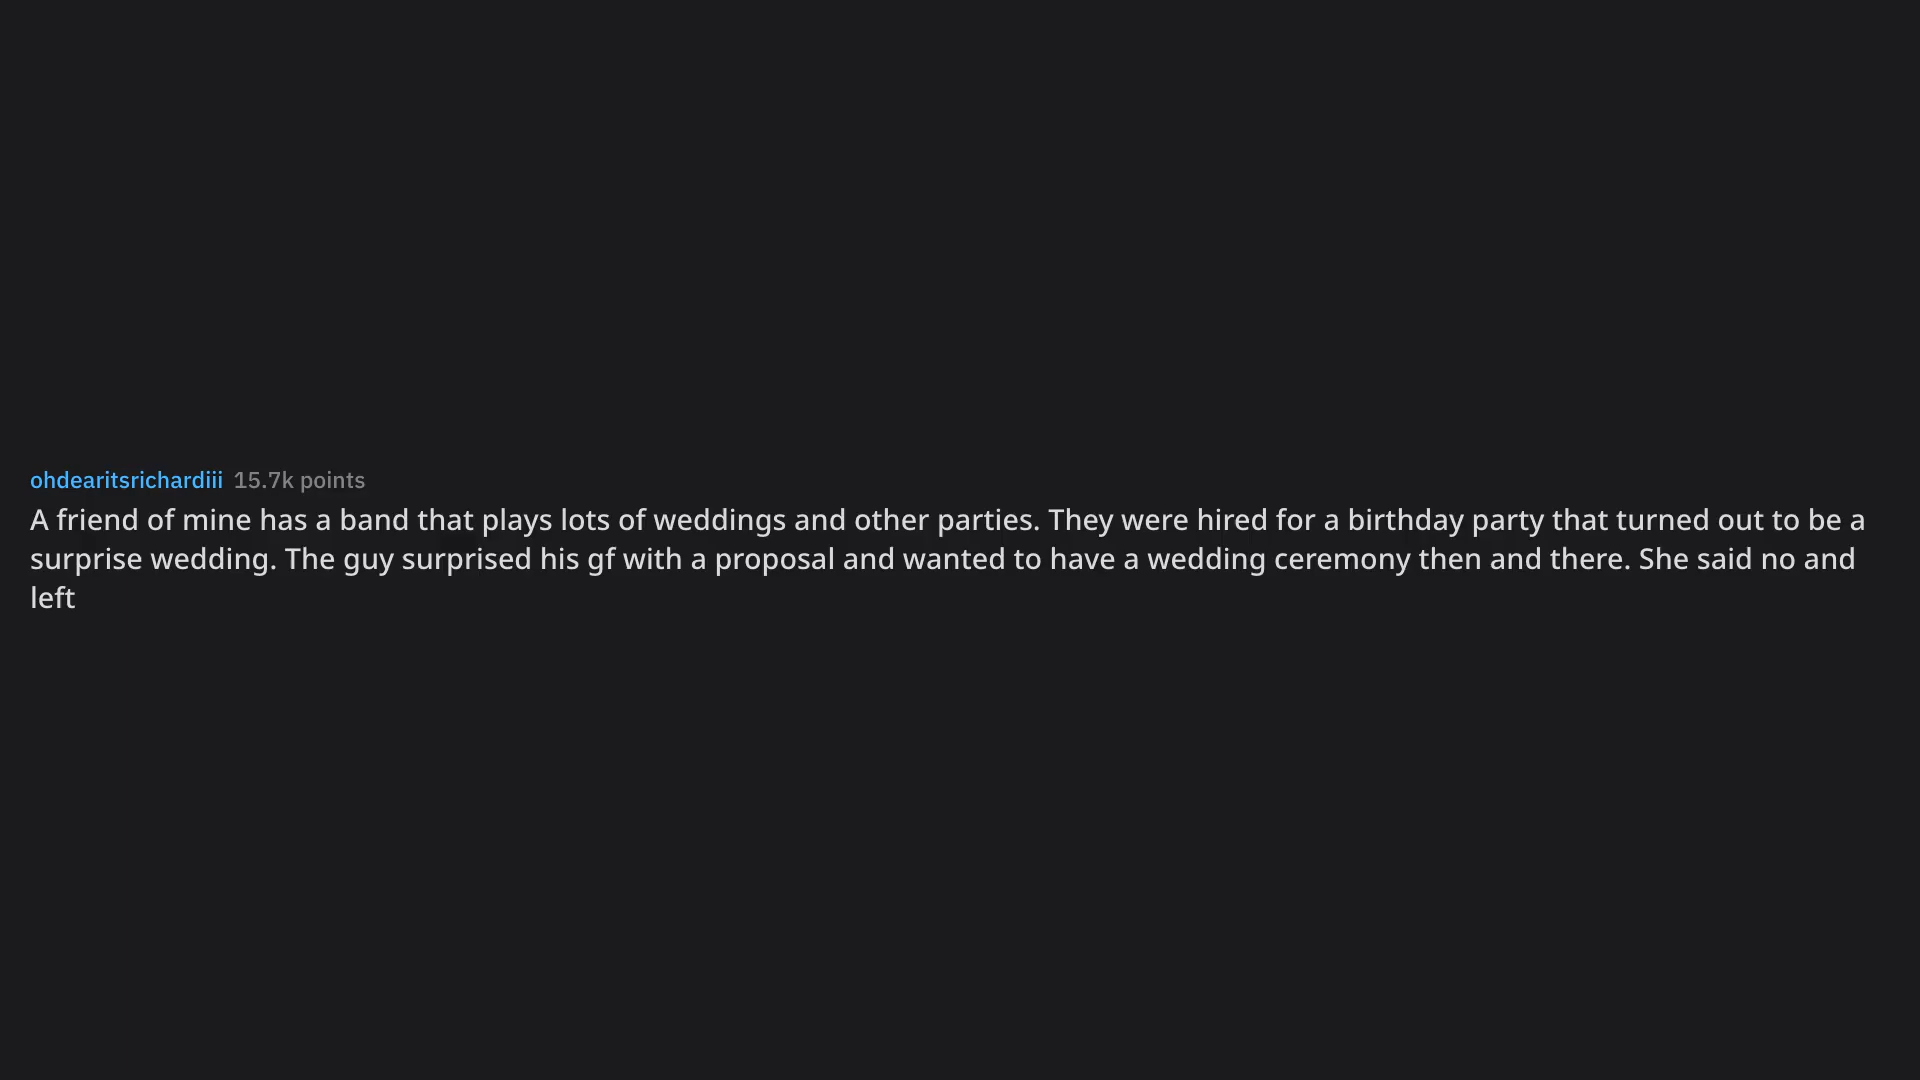 ohdearitsrichardiii 15.7k points
A friend of mine has a band that plays lots of weddings and other parties. They were hired for a birthday party that turned out to be a
surprise wedding. The guy surprised his gf with a proposal and wanted to have a wedding ceremony then and there. She said no and
left